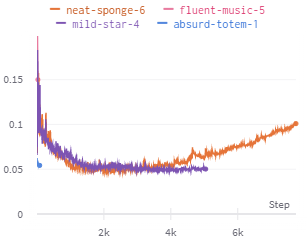 neat-sponge-6 fluent-music-5
mild-star-4 absurd-totem-1
0.15
0.1
0.05
0
Step
2k 4k 6k